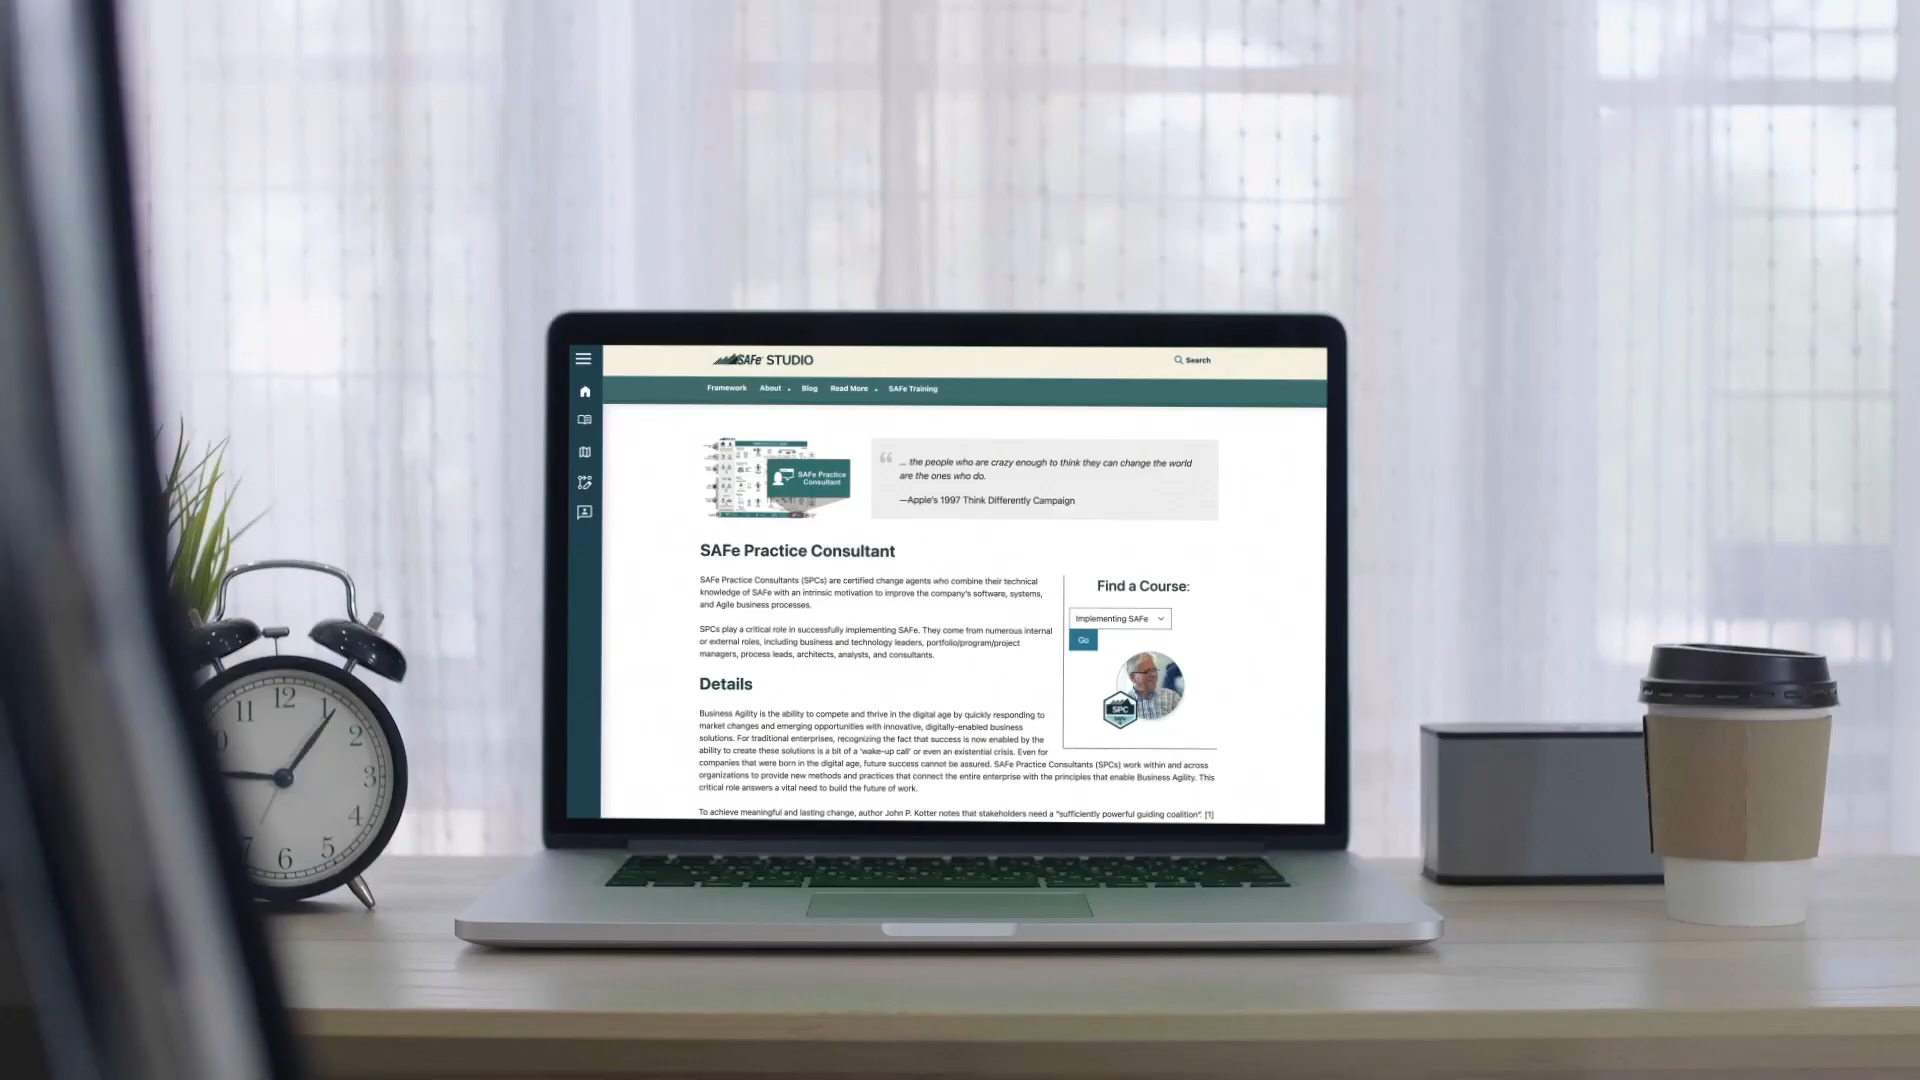 SAFe STUDIO
Search
Framework About Blog Read More SAFe Training
SAFe Practice
Consultant
... the people who are crazy enough to think they can change the world
are the ones who do.
—Apple's 1997 Think Differently Campaign
SAFe Practice Consultant
SAFe Practice Consultants (SPCs) are certified change agents who combine their technical
knowledge of SAFe with an intrinsic motivation to improve the company's software, systems,
and Agile business processes.
SPCs play a critical role in successfully implementing SAFe. They come from numerous internal
or external roles, including business and technology leaders, portfolio/program/project
managers, process leads, architects, analysts, and consultants.
Find a Course:
Implementing SAFe
Go
SPC
Details
Business Agility is the ability to compete and thrive in the digital age by quickly responding to
market changes and emerging opportunities with innovative, digitally-enabled business
solutions. For traditional enterprises, recognizing the fact that success is now enabled by the
ability to create these solutions is a bit of a 'wake-up call' or even an existential crisis. Even for
companies that were born in the digital age, future success cannot be assured. SAFe Practice Consultants (SPCs) work within and across
organizations to provide new methods and practices that connect the entire enterprise with the principles that enable Business Agility. This
critical role answers a vital need to build the future of work.
To achieve meaningful and lasting change, author John P. Kotter notes that stakeholders need a "sufficiently powerful guiding coalition". [1]
11 12 1
2
3
4
5
6
7